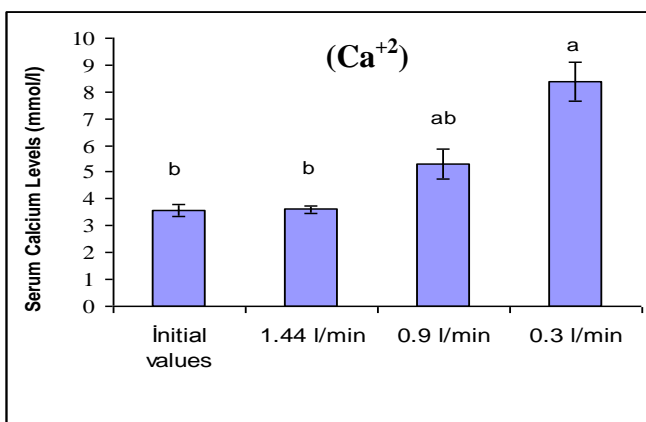 (Ca+2)
Serum Calcium Levels (mmol/l)
10
9
8
7
6
5
4
3
2
1
0
b
b
ab
a
İnitial
values
1.44 l/min
0.9 l/min
0.3 l/min